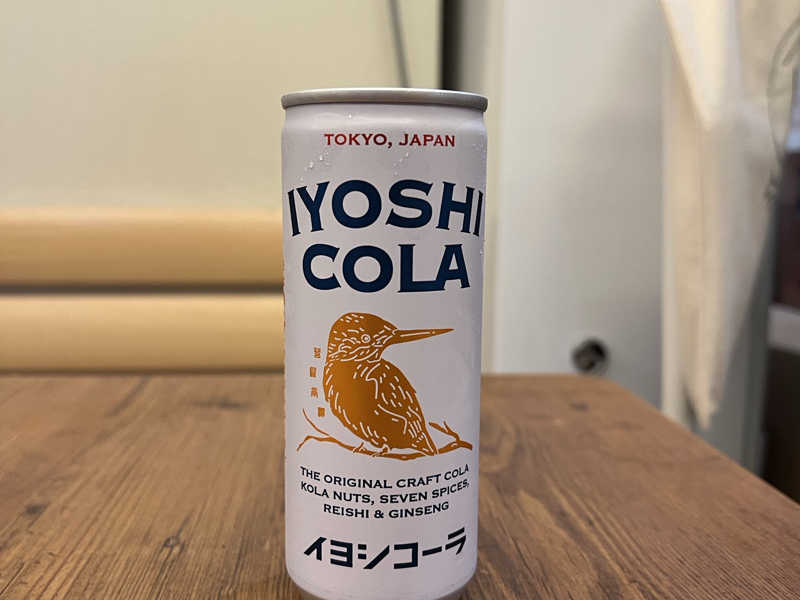 TOKYO, JAPAN
IYOSHI
COLA
THE ORIGINAL CRAFT COLA
KOLA NUTS, SEVEN SPICES,
REISHI & GINSENG
イヨシコーラ